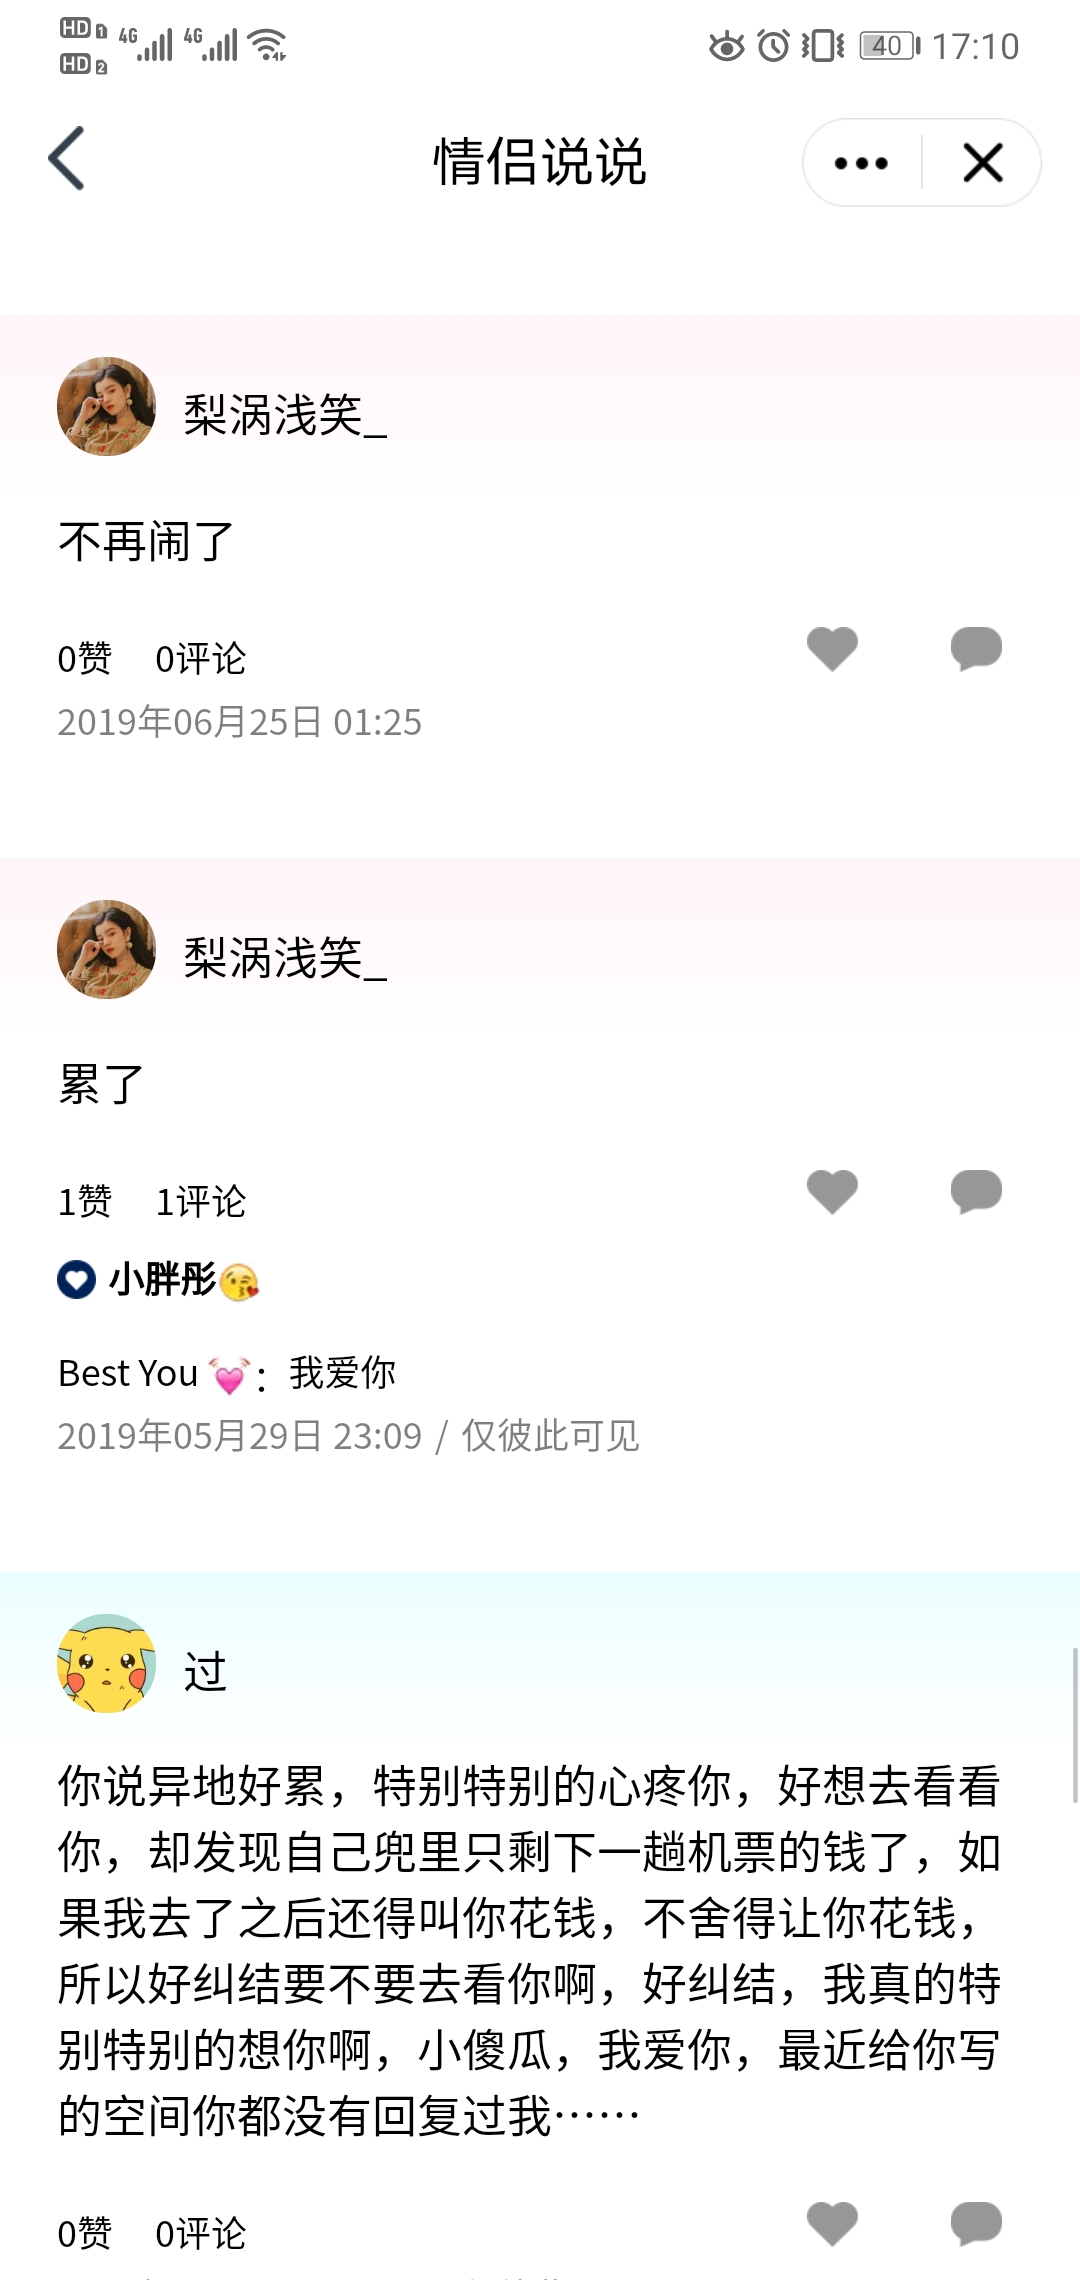 HD 1 4G 4G 40 17:10
HD 2
情侣说说
梨涡浅笑_
不再闹了
0赞 0评论
2019年06月25日 01:25
梨涡浅笑_
累了
1赞 1评论
小胖彤😘
Best You 💓：我爱你
2019年05月29日 23:09 / 仅彼此可见
过
你说异地好累，特别特别的心疼你，好想去看看
你，却发现自己兜里只剩下一趟机票的钱了，如
果我去了之后还得叫你花钱，不舍得让你花钱，
所以好纠结要不要去看你啊，好纠结，我真的特
别特别的想你啊，小傻瓜，我爱你，最近给你写
的空间你都没有回复过我……
0赞 0评论